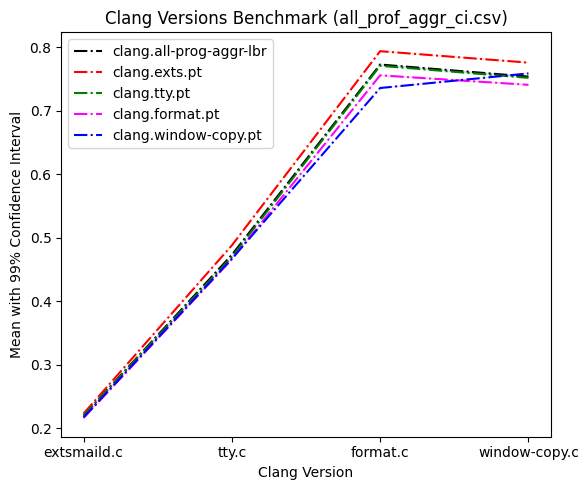 Clang Versions Benchmark (all_prof_aggr_ci.csv)
0.8
0.7
0.6
0.5
0.4
0.3
0.2
Mean with 99% Confidence Interval
clang.all-prog-aggr-lbr
clang.exts.pt
clang.tty.pt
clang.format.pt
clang.window-copy.pt
extsmaild.c tty.c format.c window-copy.c
Clang Version